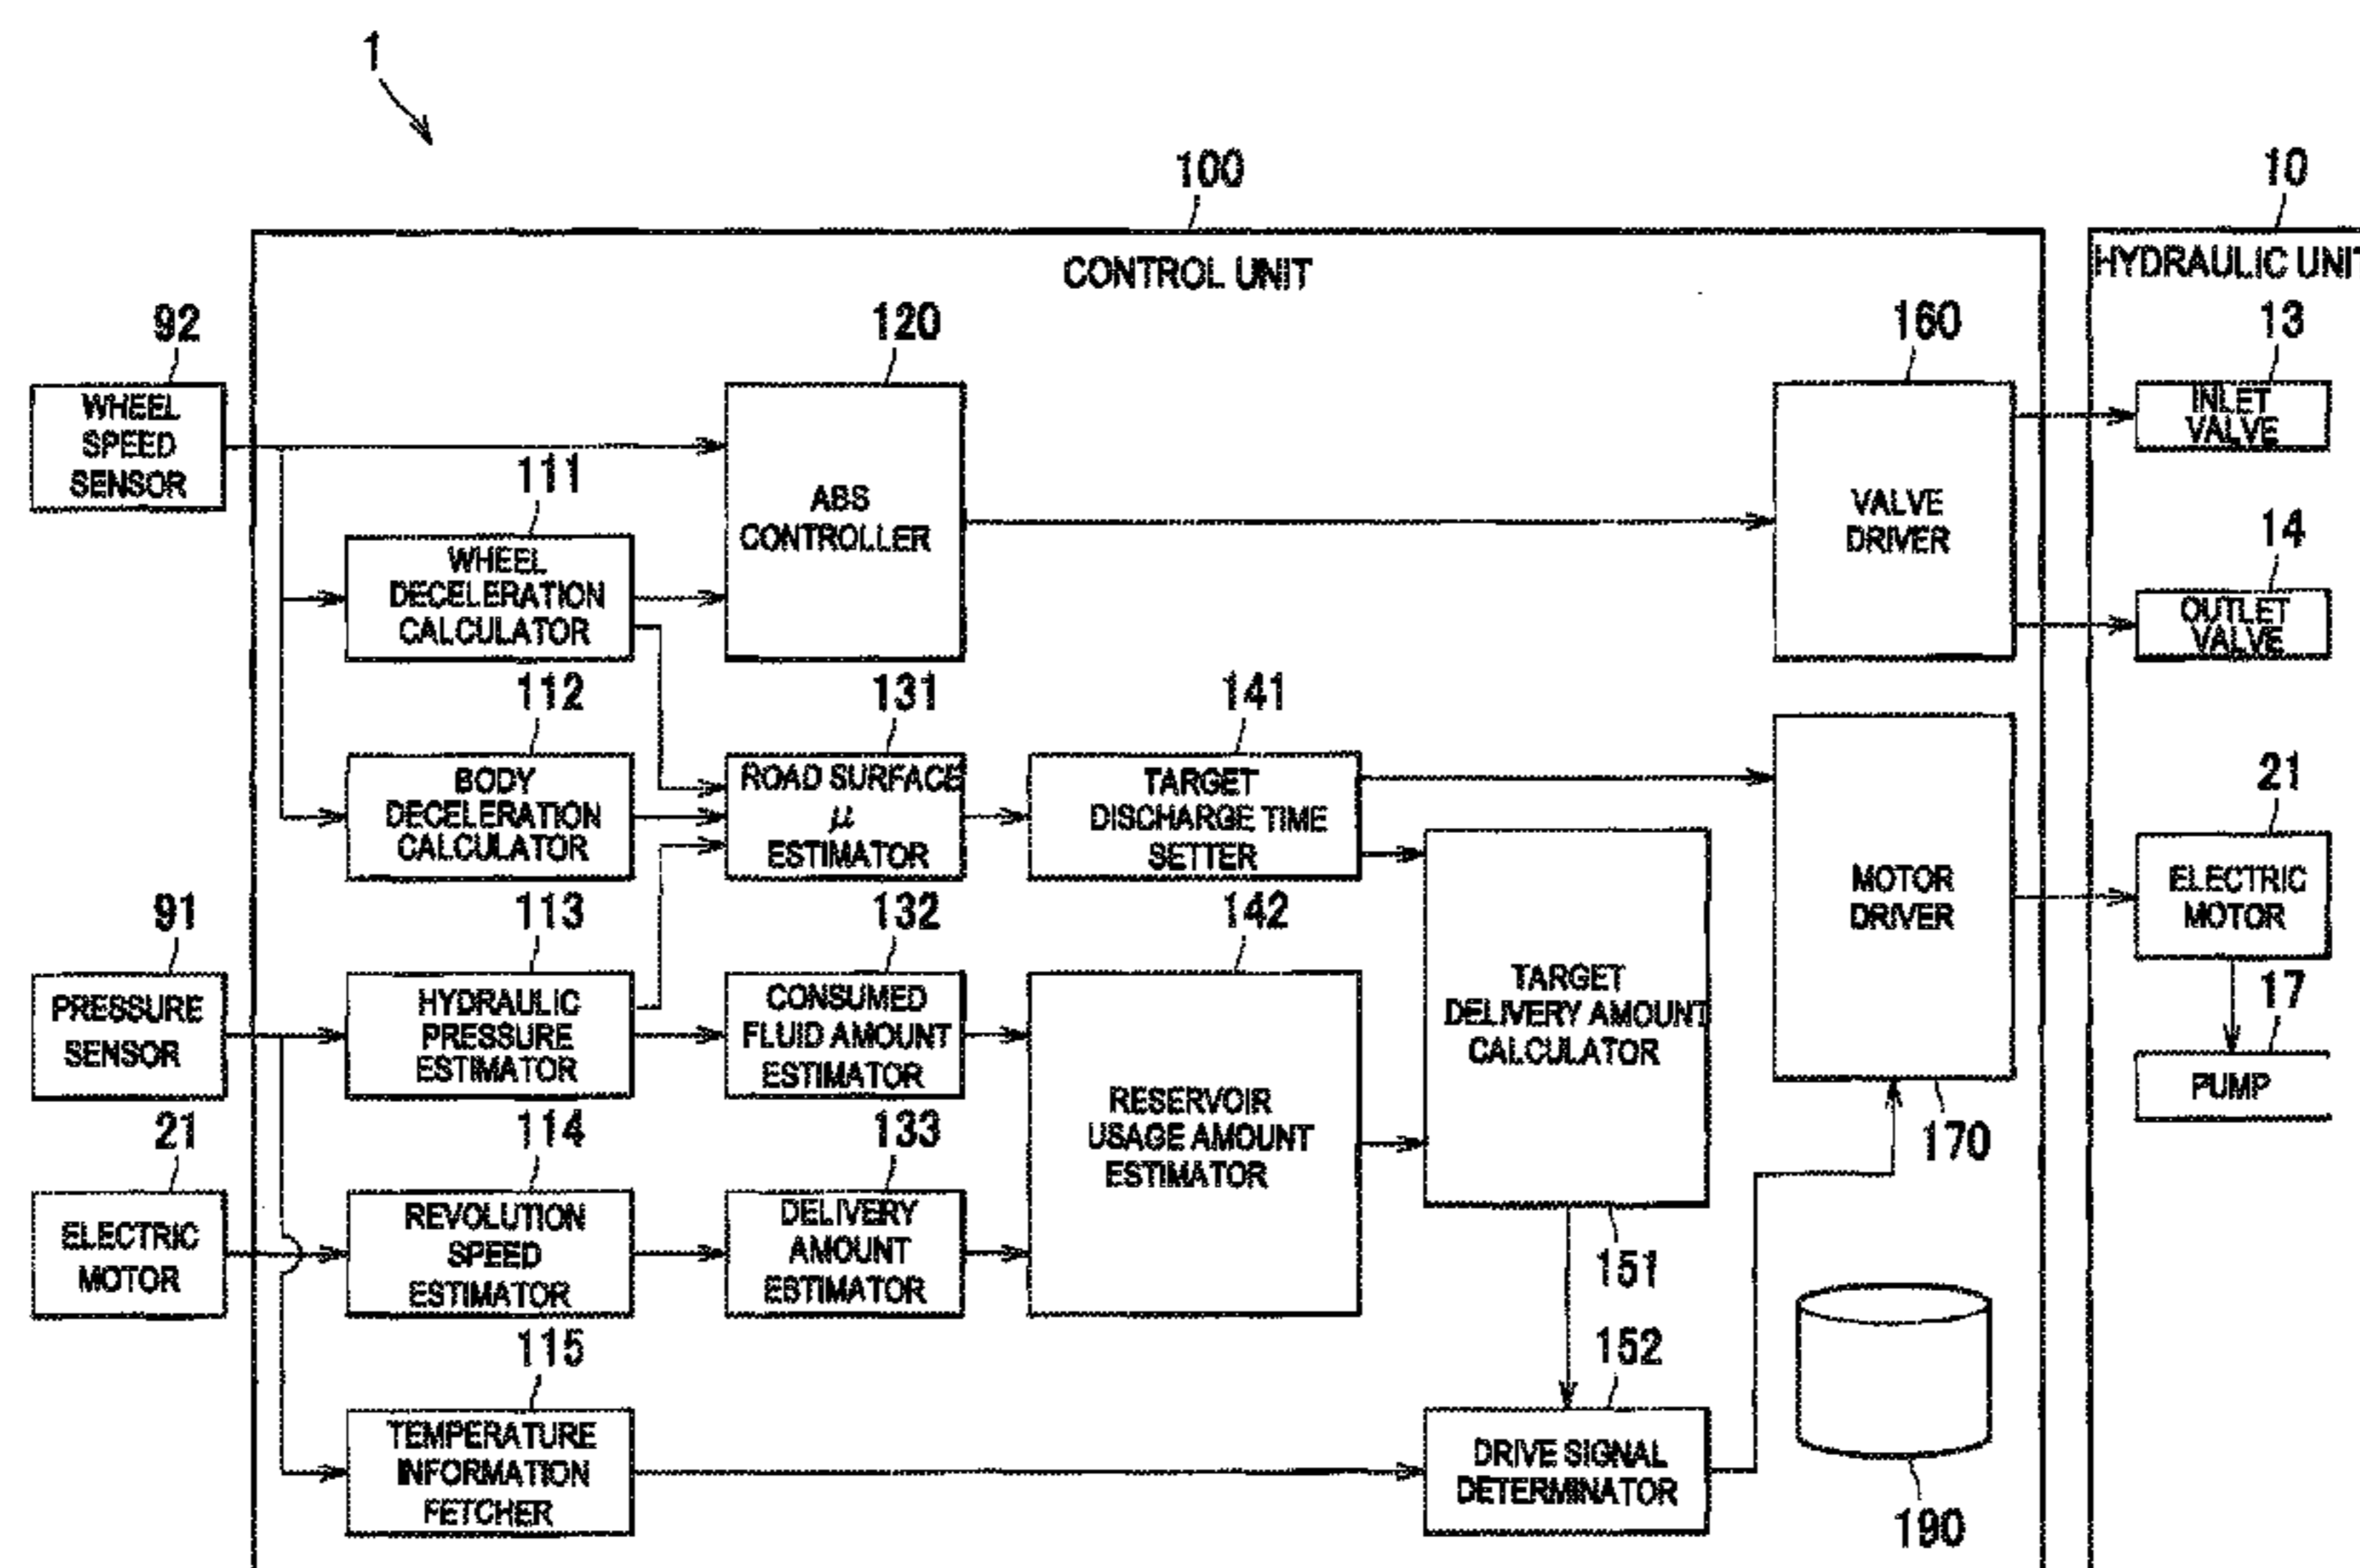 1
100
10
CONTROL UNIT
HYDRAULIC UNIT
92
WHEEL
SPEED
SENSOR
120
ABS
CONTROLLER
160
VALVE
DRIVER
13
INLET
VALVE
111
WHEEL
DECELERATION
CALCULATOR
14
OUTLET
VALVE
112
BODY
DECELERATION
CALCULATOR
131
ROAD SURFACE
μ
ESTIMATOR
141
TARGET
DISCHARGE TIME
SETTER
MOTOR
DRIVER
170
21
ELECTRIC
MOTOR
91
PRESSURE
SENSOR
113
HYDRAULIC
PRESSURE
ESTIMATOR
132
CONSUMED
FLUID AMOUNT
ESTIMATOR
142
RESERVOIR
USAGE AMOUNT
ESTIMATOR
TARGET
DELIVERY AMOUNT
CALCULATOR
151
17
PUMP
21
ELECTRIC
MOTOR
114
REVOLUTION
SPEED
ESTIMATOR
133
DELIVERY
AMOUNT
ESTIMATOR
115
TEMPERATURE
INFORMATION
FETCHER
152
DRIVE SIGNAL
DETERMINATOR
190